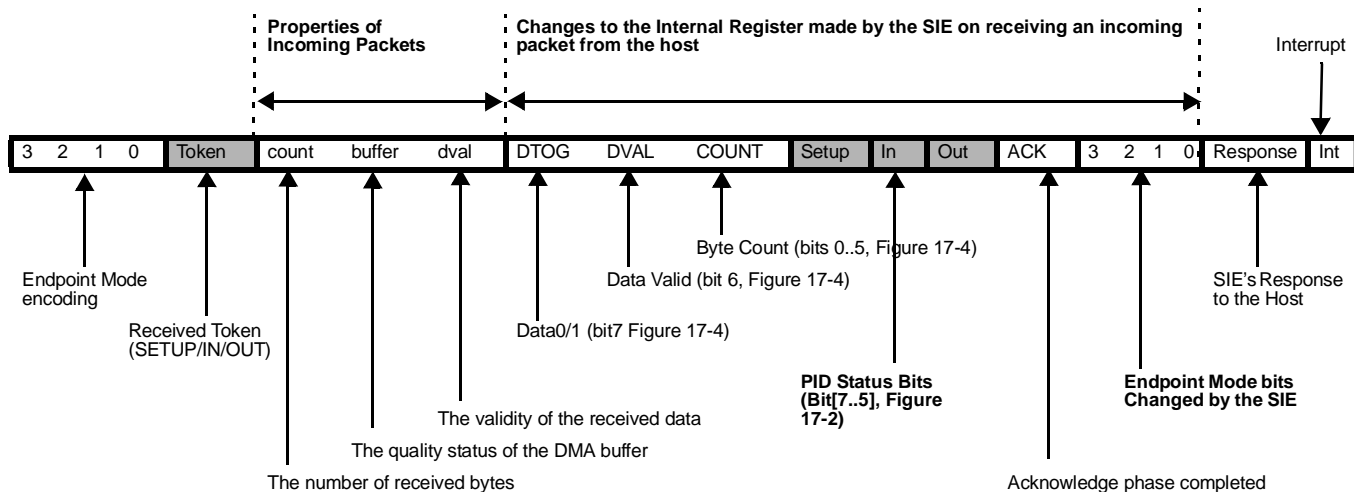 Properties of
Incoming Packets
Changes to the Internal Register made by the SIE on receiving an incoming
packet from the host
Interrupt
3 2 1 0 Token count buffer dval DTOG DVAL COUNT Setup In Out ACK 3 2 1 0 Response Int
Byte Count (bits 0..5, Figure 17-4)
Endpoint Mode
encoding
Data Valid (bit 6, Figure 17-4)
SIE's Response
to the Host
Received Token
(SETUP/IN/OUT)
Data0/1 (bit7 Figure 17-4)
PID Status Bits
(Bit[7..5], Figure
17-2)
Endpoint Mode bits
Changed by the SIE
The validity of the received data
The quality status of the DMA buffer
The number of received bytes
Acknowledge phase completed